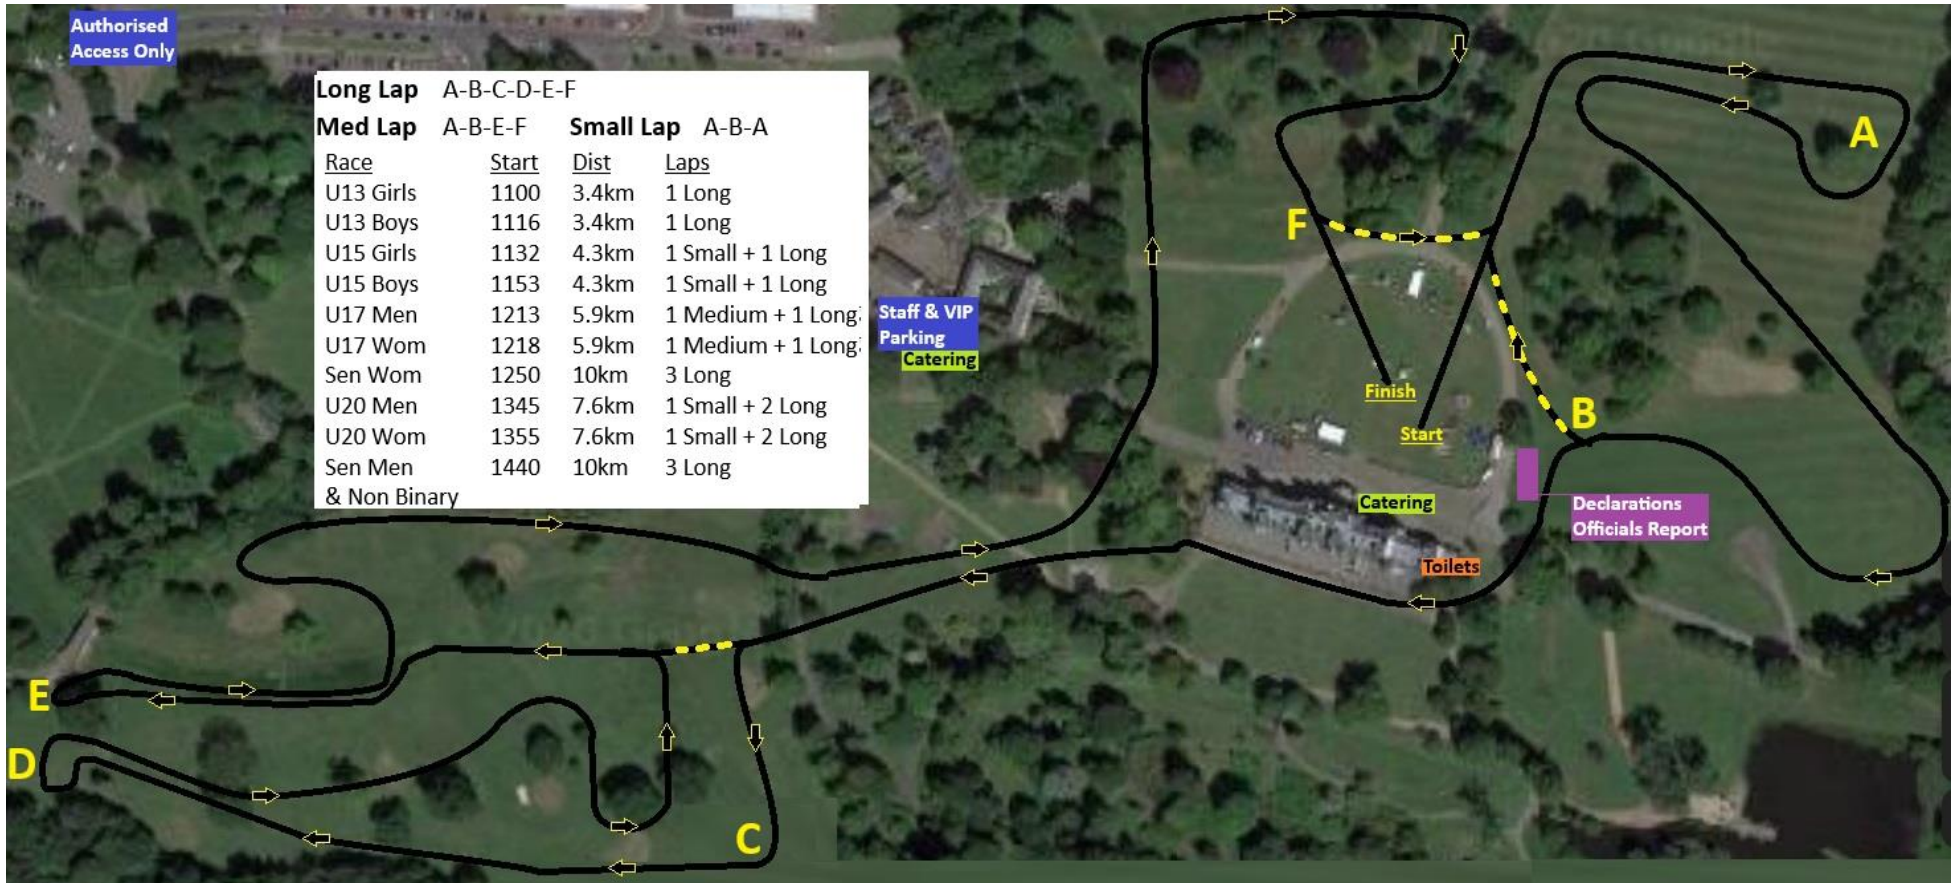 Authorised
Access Only
Long Lap A-B-C-D-E-F
Med Lap A-B-E-F Small Lap A-B-A
Race Start Dist Laps
U13 Girls 1100 3.4km 1 Long
U13 Boys 1116 3.4km 1 Long
U15 Girls 1132 4.3km 1 Small + 1 Long
U15 Boys 1153 4.3km 1 Small + 1 Long
U17 Men 1213 5.9km 1 Medium + 1 Long
U17 Wom 1218 5.9km 1 Medium + 1 Long
Sen Wom 1250 10km 3 Long
U20 Men 1345 7.6km 1 Small + 2 Long
U20 Wom 1355 7.6km 1 Small + 2 Long
Sen Men 1440 10km 3 Long
& Non Binary
Staff & VIP
Parking
Catering
A
F
Finish
Start
B
Catering
Declarations
Officials Report
Toilets
E
D
C